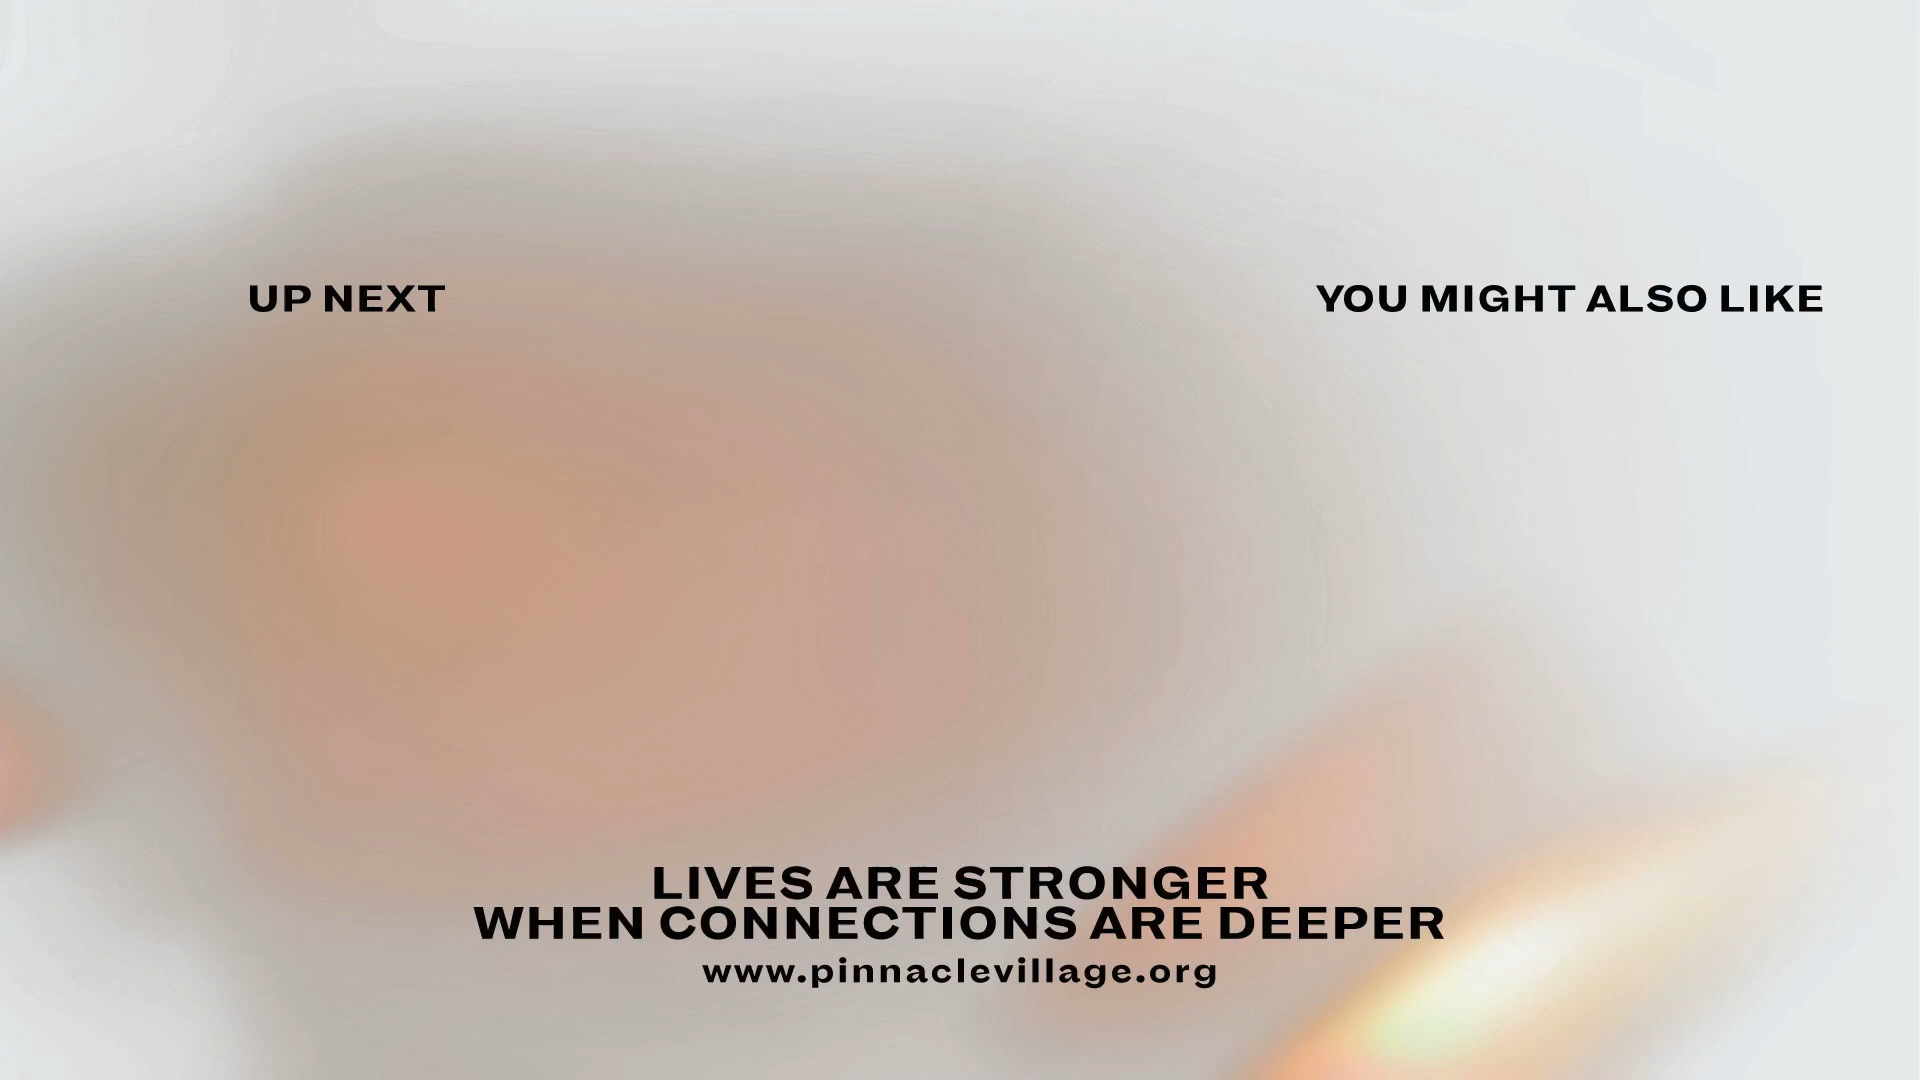 UP NEXT
YOU MIGHT ALSO LIKE
LIVES ARE STRONGER
WHEN CONNECTIONS ARE DEEPER
www.pinnaclevillage.org